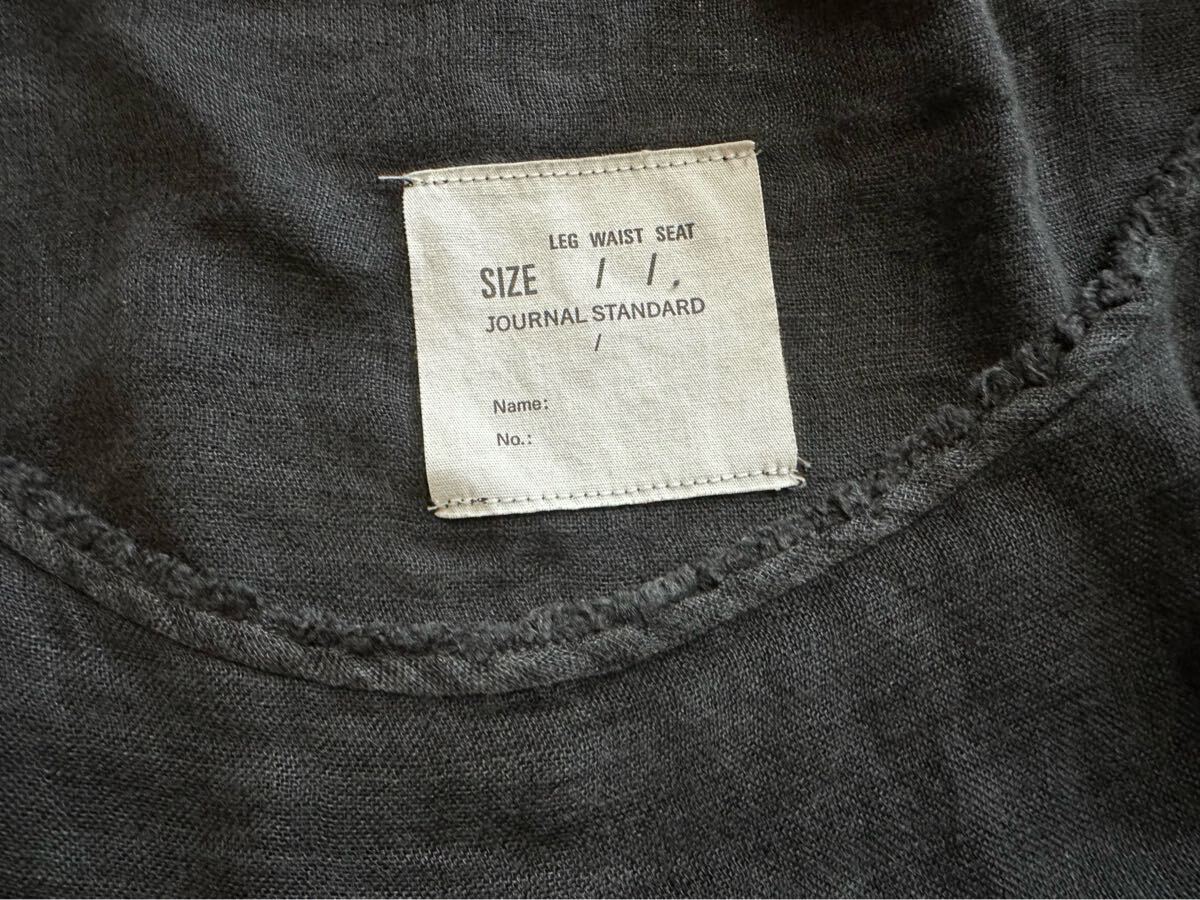 LEG WAIST SEAT
SIZE / /.
JOURNAL STANDARD
/
Name:
No.: